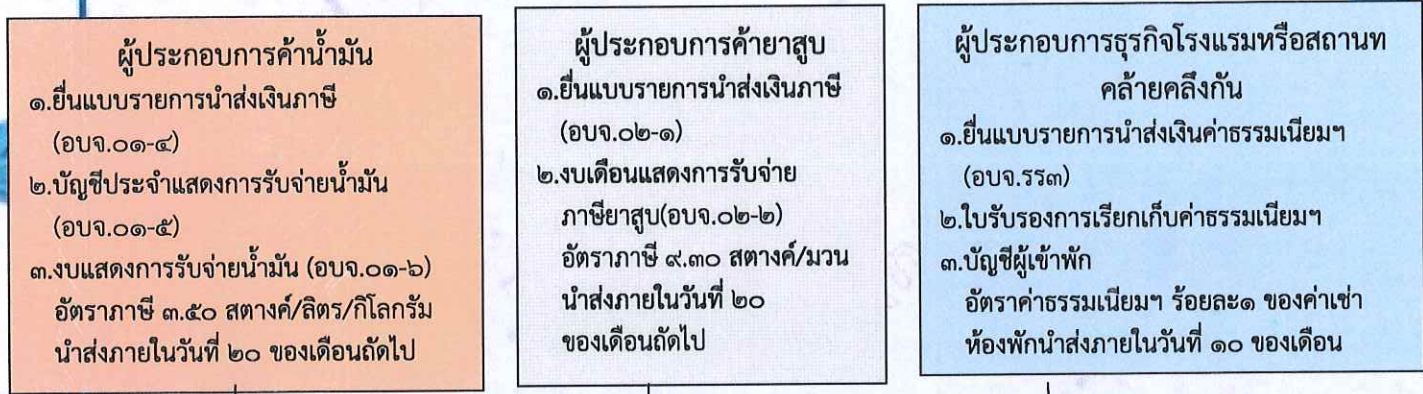 ผู้ประกอบการค้าน้ำมัน
๑.ยื่นแบบรายการนำส่งเงินภาษี
(อบจ.๐๑-๔)
๒.บัญชีประจำแสดงการรับจ่ายน้ำมัน
(อบจ.๐๑-๕)
๓.งบแสดงการรับจ่ายน้ำมัน (อบจ.๐๑-๖)
อัตราภาษี ๓.๕๐ สตางค์/ลิตร/กิโลกรัม
นำส่งภายในวันที่ ๒๐ ของเดือนถัดไป
ผู้ประกอบการค้ายาสูบ
๑.ยื่นแบบรายการนำส่งเงินภาษี
(อบจ.๐๒-๑)
๒.งบเดือนแสดงการรับจ่าย
ภาษียาสูบ(อบจ.๐๒-๒)
อัตราภาษี ๙.๓๐ สตางค์/มวน
นำส่งภายในวันที่ ๒๐
ของเดือนถัดไป
ผู้ประกอบการธุรกิจโรงแรมหรือสถานท
คล้ายคลึงกัน
๑.ยื่นแบบรายการนำส่งเงินค่าธรรมเนียมฯ
(อบจ.รร๓)
๒.ใบรับรองการเรียกเก็บค่าธรรมเนียมฯ
๓.บัญชีผู้เข้าพัก
อัตราค่าธรรมเนียมฯ ร้อยละ๑ ของค่าเช่า
ห้องพักนำส่งภายในวันที่ ๑๐ ของเดือน